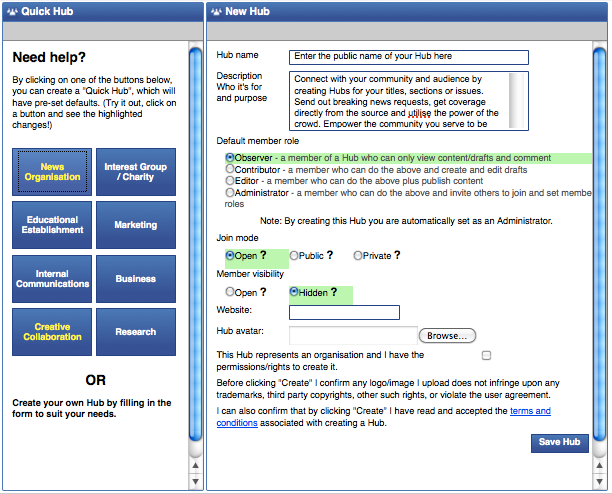 Quick Hub
Need help?
By clicking on one of the buttons below,
you can create a "Quick Hub", which will
have pre-set defaults. (Try it out, click on
a button and see the highlighted
changes!)
News
Organisation
Interest Group
/ Charity
Educational
Establishment
Marketing
Internal
Communications
Business
Creative
Collaboration
Research
OR
Create your own Hub by filling in the
form to suit your needs.
New Hub
Hub name
Enter the public name of your Hub here
Description
Who it's for
and purpose
Connect with your community and audience by
creating Hubs for your titles, sections or issues.
Send out breaking news requests, get coverage
directly from the source and utilise the power of the
crowd. Empower the community you serve to be
Default member role
Observer - a member of a Hub who can only view content/drafts and comment
Contributor - a member who can do the above and create and edit drafts
Editor - a member who can do the above plus publish content
Administrator - a member who can do the above and invite others to join and set membe
roles
Note: By creating this Hub you are automatically set as an Administrator.
Join mode
Open ? Public ? Private ?
Member visibility
Open ? Hidden ?
Website:
Hub avatar:
Browse...
This Hub represents an organisation and I have the
permissions/rights to create it.
Before clicking "Create" I confirm any logo/image I upload does not infringe upon any
trademarks, third party copyrights, other such rights, or violate the user agreement.
I can also confirm that by clicking "Create" I have read and accepted the terms and
conditions associated with creating a Hub.
Save Hub